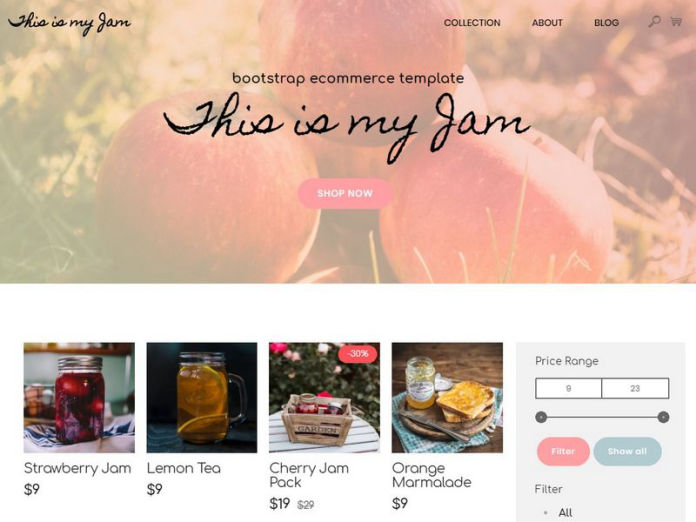 This is my Jam
COLLECTION ABOUT BLOG
bootstrap ecommerce template
This is my Jam
SHOP NOW
-30%
GARDEN
Strawberry Jam
$9
Lemon Tea
$9
Cherry Jam
Pack
$19 $29
Orange
Marmalade
$9
Price Range
9 23
Filter Show all
Filter
All